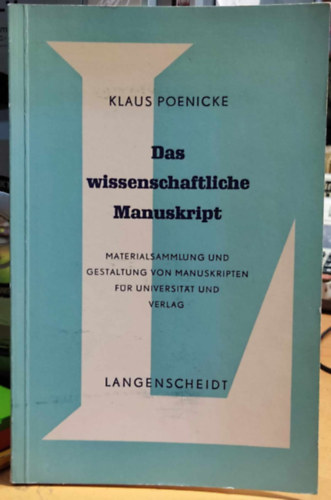 KLAUS POENICKE
Das
wissenschaftliche
Manuskript
MATERIALSAMMLUNG UND
GESTALTUNG VON MANUSKRIPTEN
FÜR UNIVERSITÄT UND
VERLAG
LANGENSCHEIDT